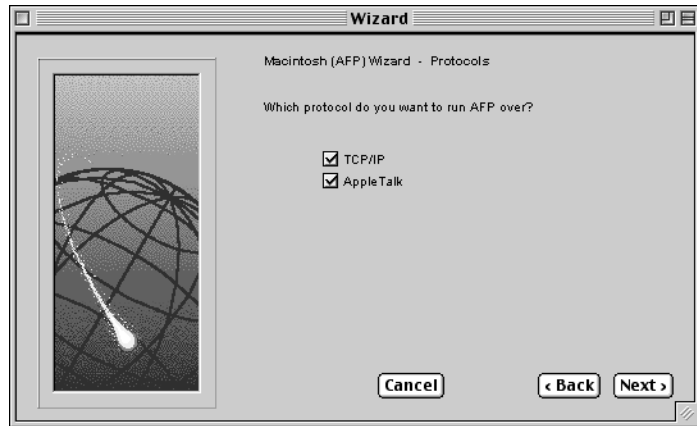 Wizard
Macintosh (AFP) Wizard - Protocols
Which protocol do you want to run AFP over?
TCP/IP
AppleTalk
Cancel
‹ Back
Next ›